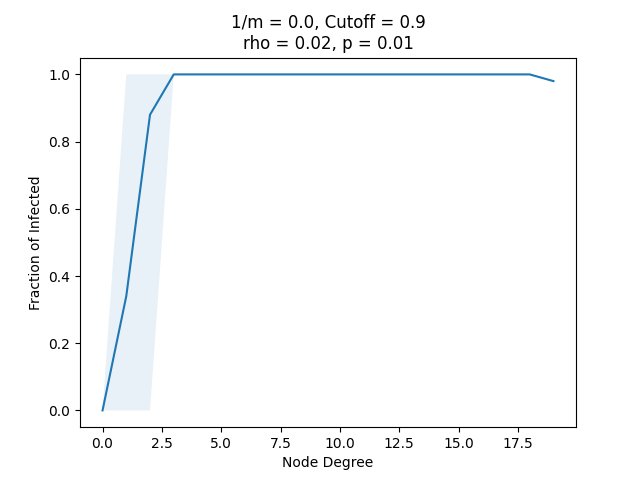 1/m = 0.0, Cutoff = 0.9
rho = 0.02, p = 0.01
1.0
0.8
0.6
0.4
0.2
0.0
Fraction of Infected
0.0 2.5 5.0 7.5 10.0 12.5 15.0 17.5
Node Degree